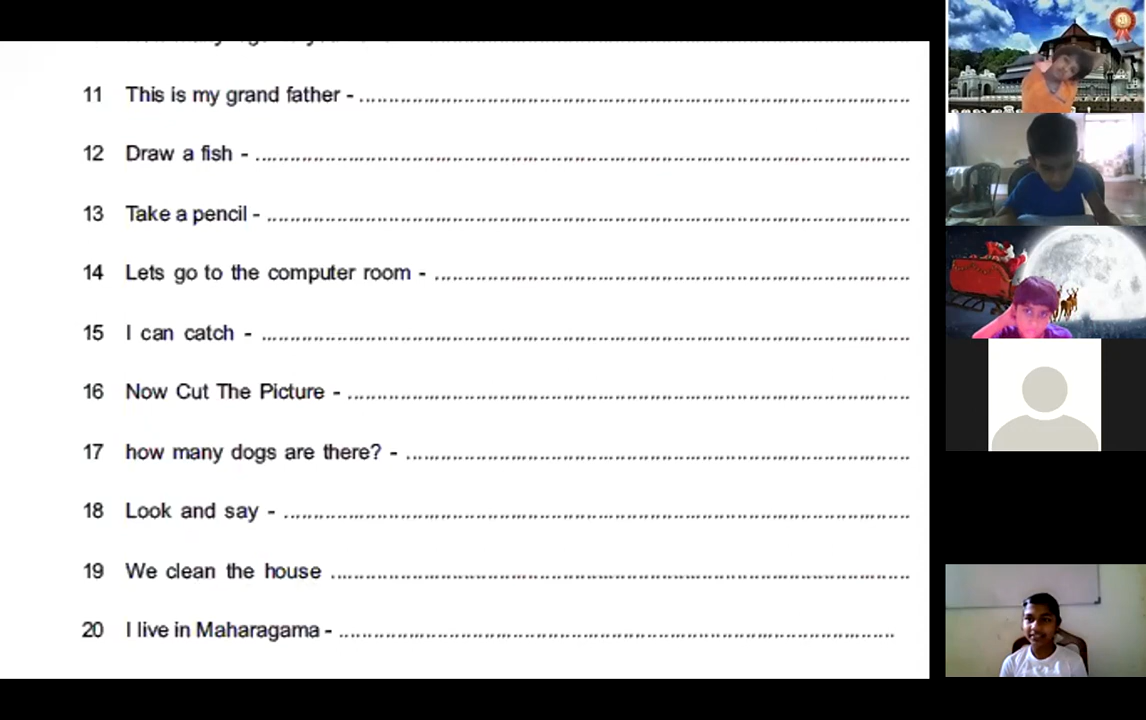 11 This is my grand father - ........................................................................................
12 Draw a fish - ........................................................................................
13 Take a pencil - ........................................................................................
14 Lets go to the computer room - ........................................................................................
15 I can catch - ........................................................................................
16 Now Cut The Picture - ........................................................................................
17 how many dogs are there? - ........................................................................................
18 Look and say - ........................................................................................
19 We clean the house ........................................................................................
20 I live in Maharagama - ........................................................................................